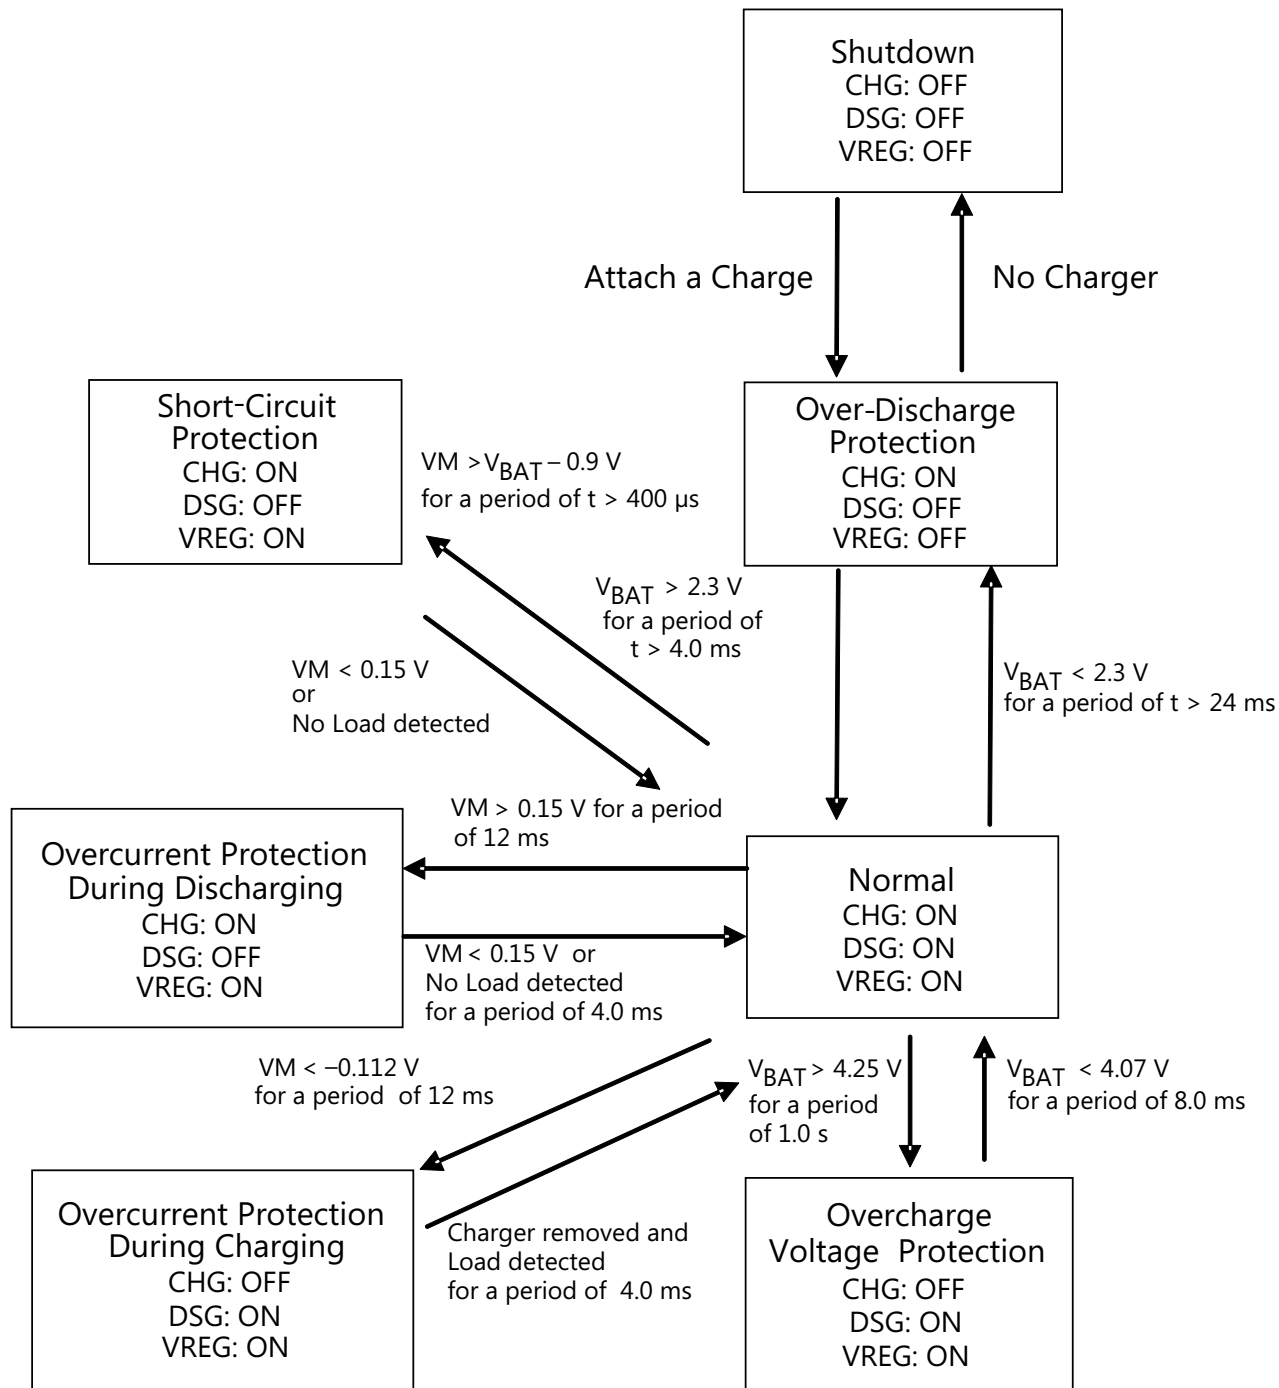 Shutdown
CHG: OFF
DSG: OFF
VREG: OFF
Attach a Charge
No Charger
Short-Circuit
Protection
CHG: ON
DSG: OFF
VREG: ON
VM > VBAT – 0.9 V
for a period of t > 400 µs
Over-Discharge
Protection
CHG: ON
DSG: OFF
VREG: OFF
VBAT > 2.3 V
for a period of
t > 4.0 ms
VM < 0.15 V
or
No Load detected
VBAT < 2.3 V
for a period of t > 24 ms
VM > 0.15 V for a period
of 12 ms
Overcurrent Protection
During Discharging
CHG: ON
DSG: OFF
VREG: ON
Normal
CHG: ON
DSG: ON
VREG: ON
VM < 0.15 V or
No Load detected
for a period of 4.0 ms
VM < –0.112 V
for a period of 12 ms
VBAT > 4.25 V
for a period
of 1.0 s
VBAT < 4.07 V
for a period of 8.0 ms
Overcurrent Protection
During Charging
CHG: OFF
DSG: ON
VREG: ON
Charger removed and
Load detected
for a period of 4.0 ms
Overcharge
Voltage Protection
CHG: OFF
DSG: ON
VREG: ON